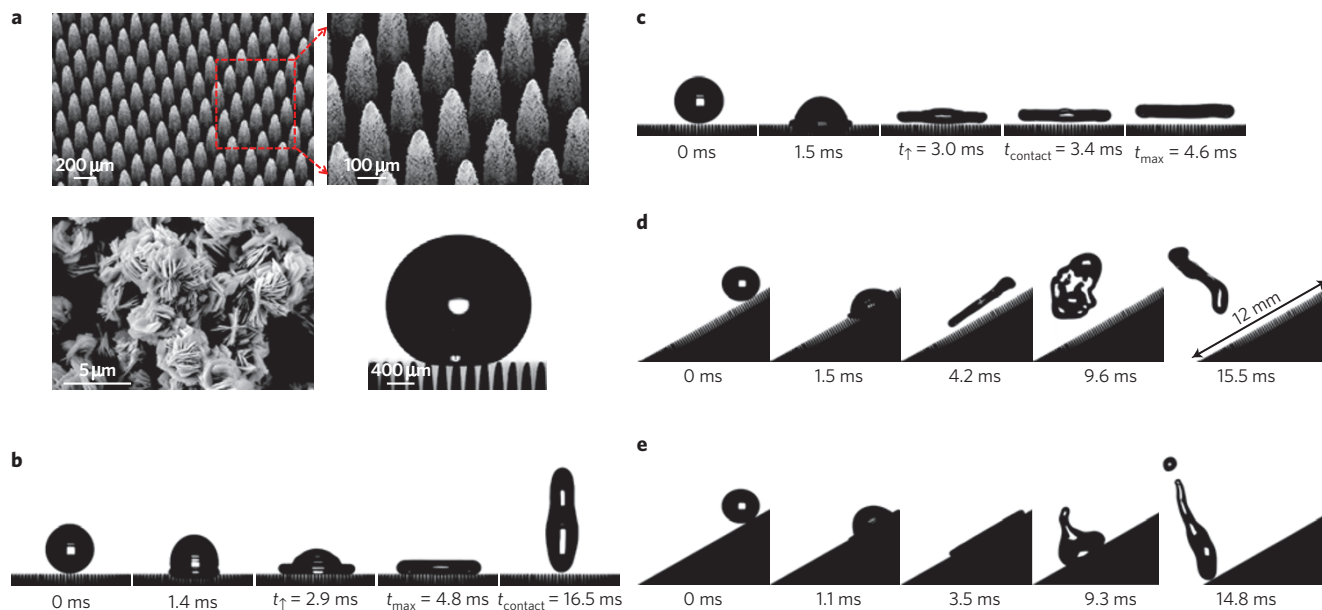 a
200 µm
100 µm
5 µm
400 µm
b
0 ms
1.4 ms
t↑ = 2.9 ms
tmax = 4.8 ms
tcontact = 16.5 ms
c
0 ms
1.5 ms
t↑ = 3.0 ms
tcontact = 3.4 ms
tmax = 4.6 ms
d
12 mm
0 ms
1.5 ms
4.2 ms
9.6 ms
15.5 ms
e
0 ms
1.1 ms
3.5 ms
9.3 ms
14.8 ms